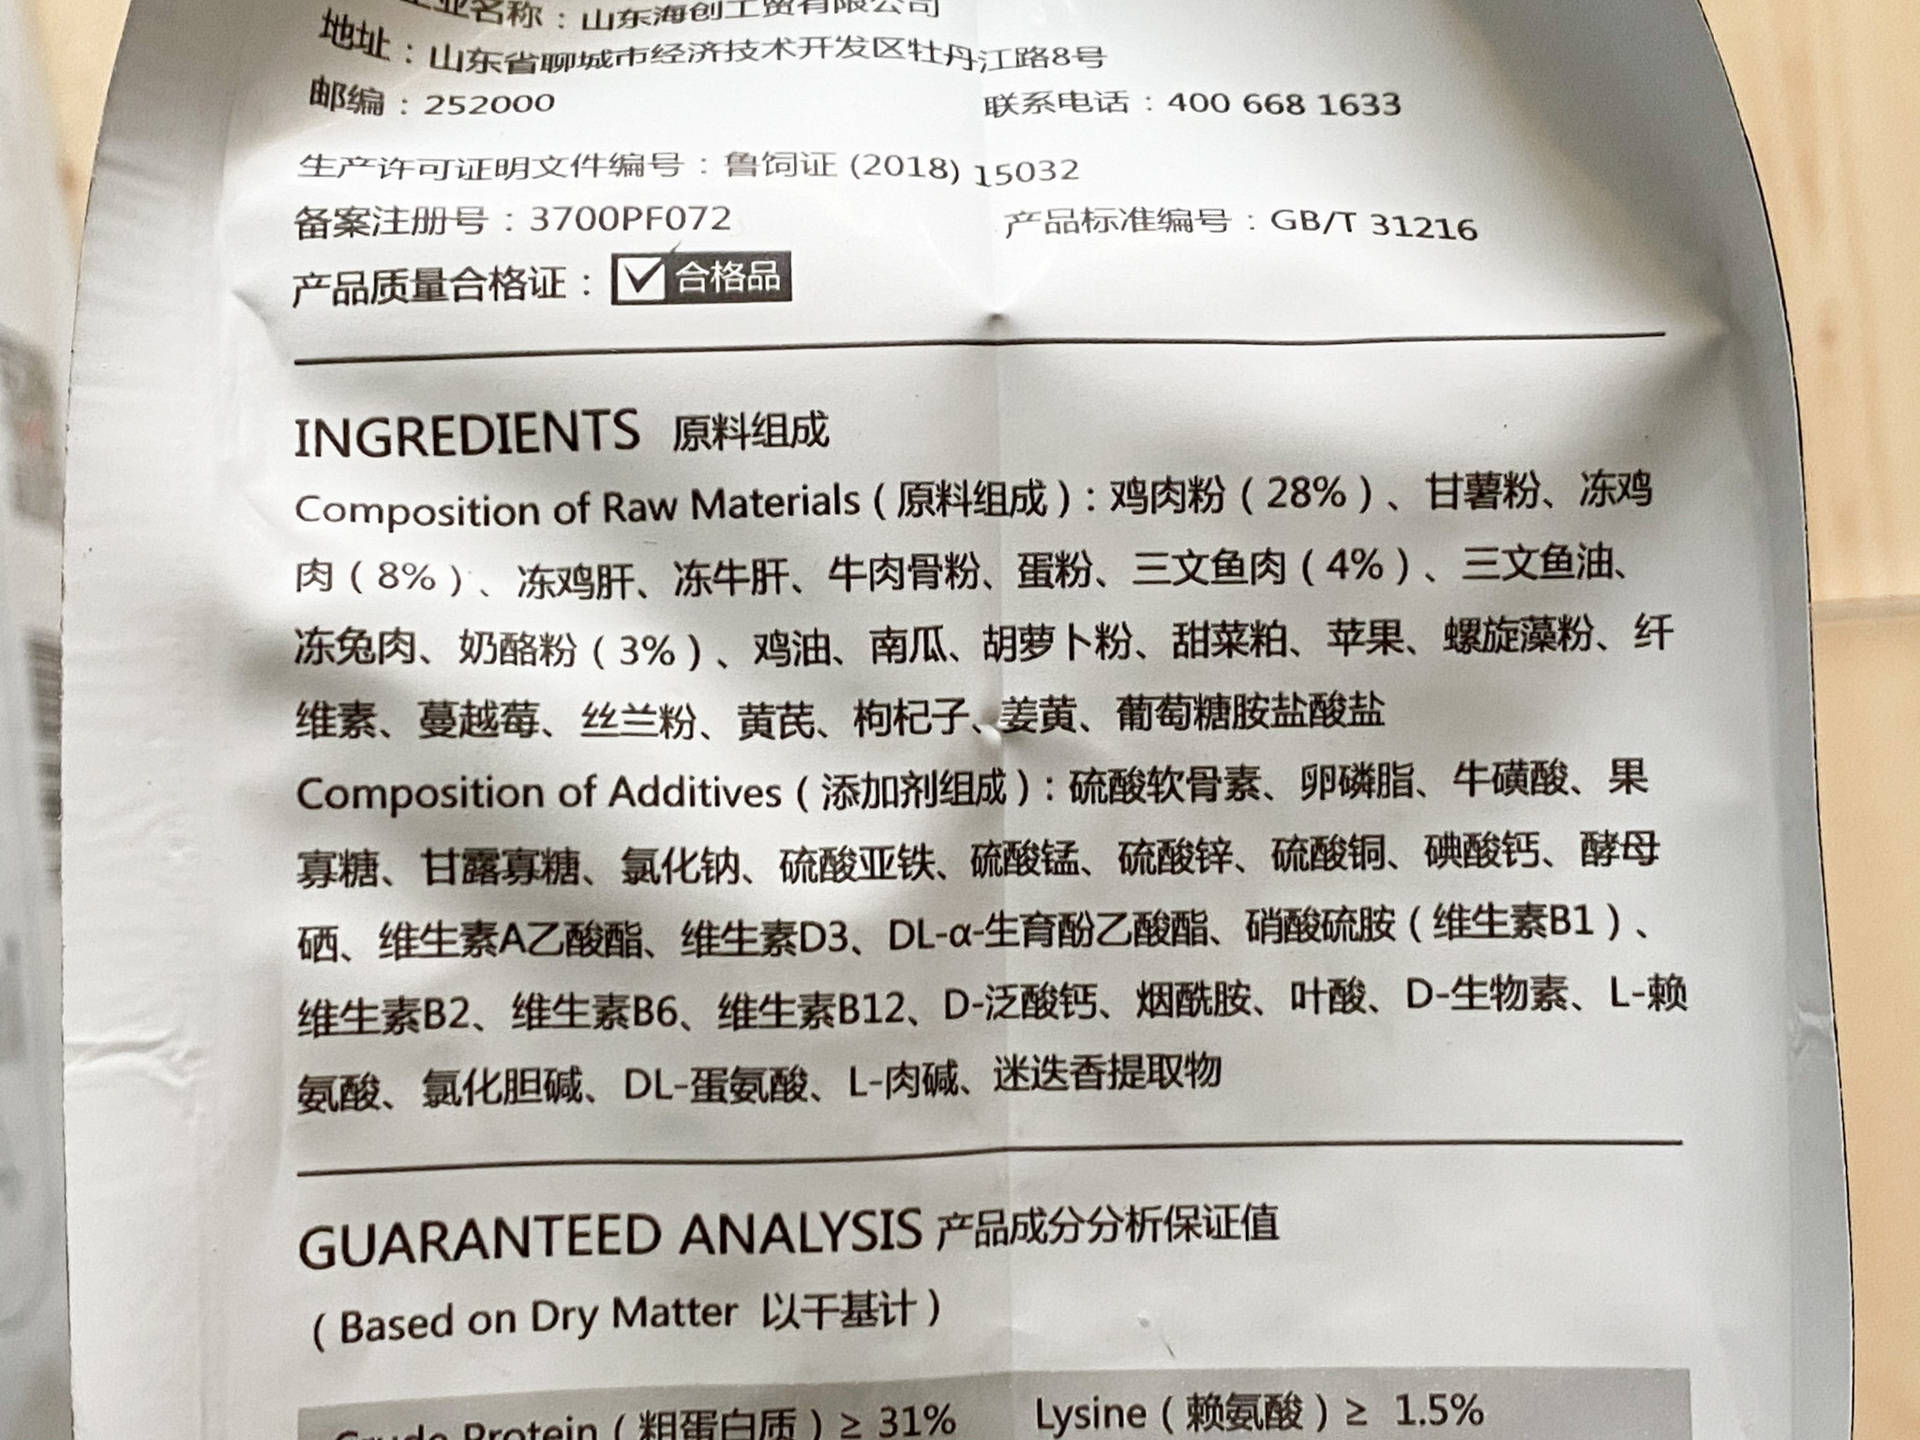 企业名称：山东海创工贸有限公司
地址：山东省聊城市经济技术开发区牡丹江路8号
邮编：252000 联系电话：400 668 1633
生产许可证明文件编号：鲁饲证 (2018) 15032
备案注册号：3700PF072 产品标准编号：GB/T 31216
产品质量合格证：合格品
INGREDIENTS 原料组成
Composition of Raw Materials（原料组成）：鸡肉粉（28%）、甘薯粉、冻鸡
肉（8%）、冻鸡肝、冻牛肝、牛肉骨粉、蛋粉、三文鱼肉（4%）、三文鱼油、
冻兔肉、奶酪粉（3%）、鸡油、南瓜、胡萝卜粉、甜菜粕、苹果、螺旋藻粉、纤
维素、蔓越莓、丝兰粉、黄芪、枸杞子、姜黄、葡萄糖胺盐酸盐
Composition of Additives（添加剂组成）：硫酸软骨素、卵磷脂、牛磺酸、果
寡糖、甘露寡糖、氯化钠、硫酸亚铁、硫酸锰、硫酸锌、硫酸铜、碘酸钙、酵母
硒、维生素A乙酸酯、维生素D3、DL-α-生育酚乙酸酯、硝酸硫胺（维生素B1）、
维生素B2、维生素B6、维生素B12、D-泛酸钙、烟酰胺、叶酸、D-生物素、L-赖
氨酸、氯化胆碱、DL-蛋氨酸、L-肉碱、迷迭香提取物
GUARANTEED ANALYSIS 产品成分分析保证值
（Based on Dry Matter 以干基计）
Crude Protein（粗蛋白质）≥ 31% Lysine（赖氨酸）≥ 1.5%